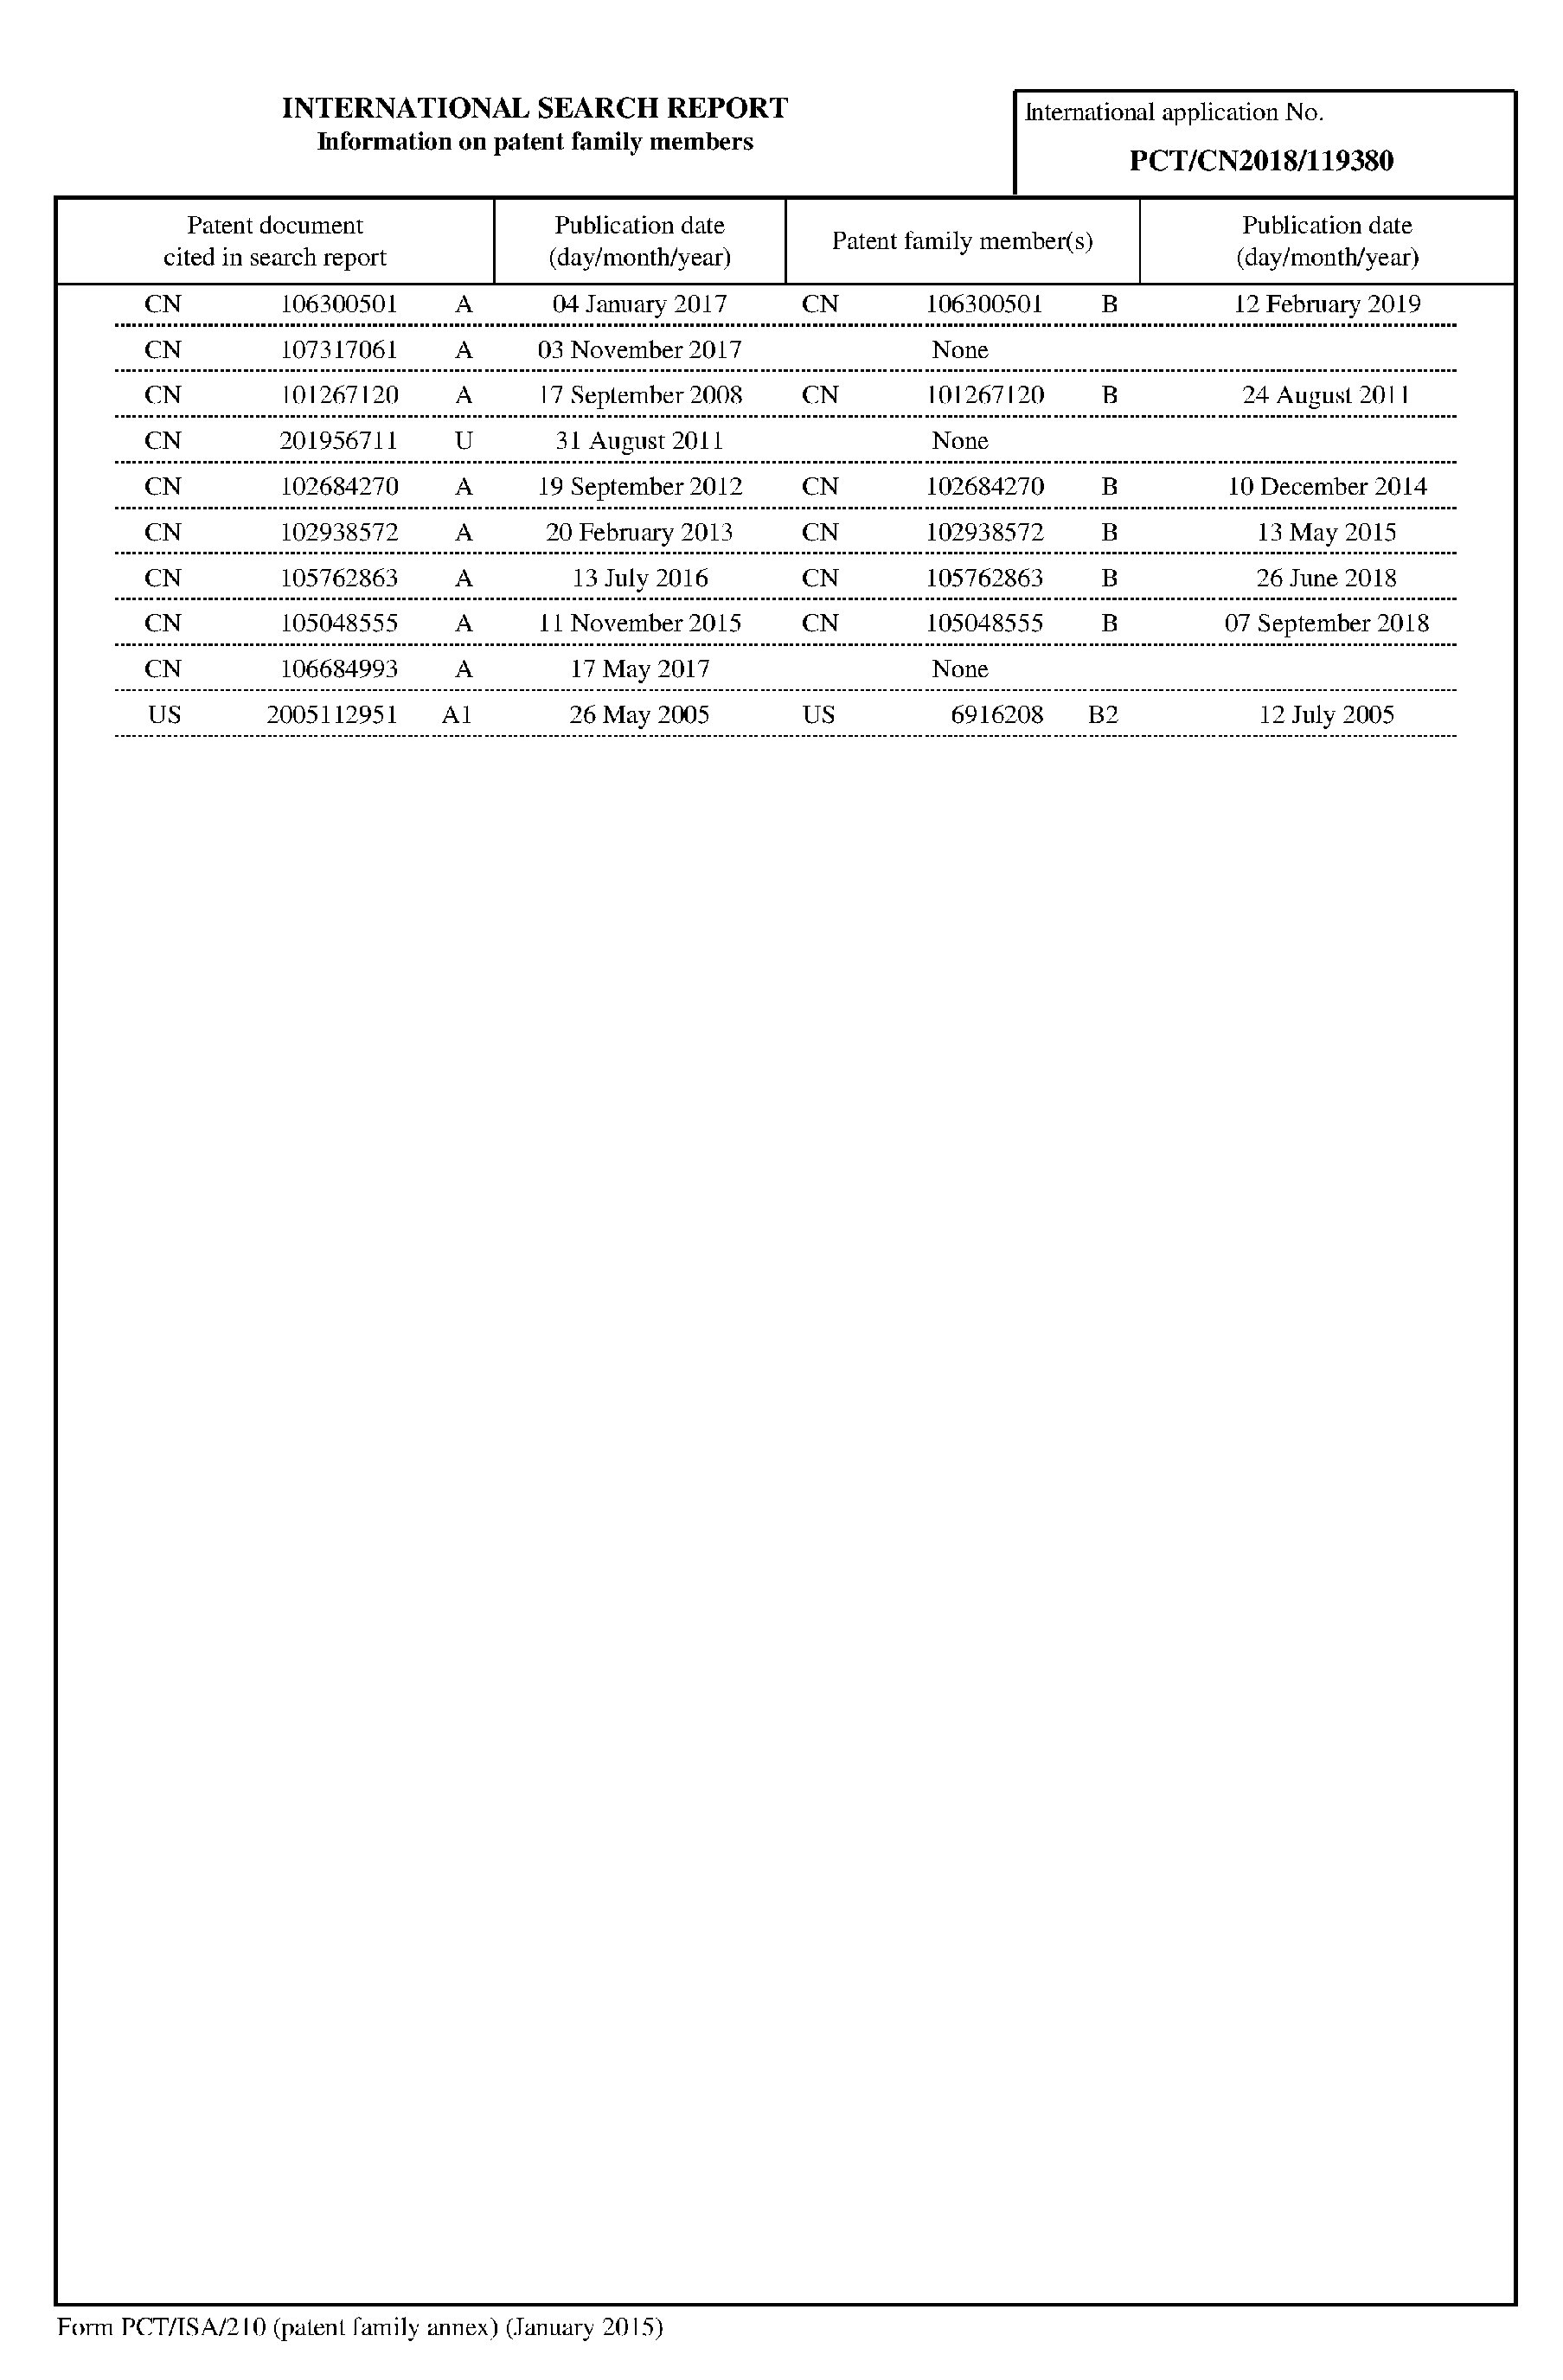 INTERNATIONAL SEARCH REPORT
Information on patent family members
International application No.
PCT/CN2018/119380
Patent document cited in search report
Publication date (day/month/year)
Patent family member(s)
Publication date (day/month/year)
CN 106300501 A 04 January 2017 CN 106300501 B 12 February 2019
CN 107317061 A 03 November 2017 None
CN 101267120 A 17 September 2008 CN 101267120 B 24 August 2011
CN 201956711 U 31 August 2011 None
CN 102684270 A 19 September 2012 CN 102684270 B 10 December 2014
CN 102938572 A 20 February 2013 CN 102938572 B 13 May 2015
CN 105762863 A 13 July 2016 CN 105762863 B 26 June 2018
CN 105048555 A 11 November 2015 CN 105048555 B 07 September 2018
CN 106684993 A 17 May 2017 None
US 2005112951 A1 26 May 2005 US 6916208 B2 12 July 2005
Form PCT/ISA/210 (patent family annex) (January 2015)